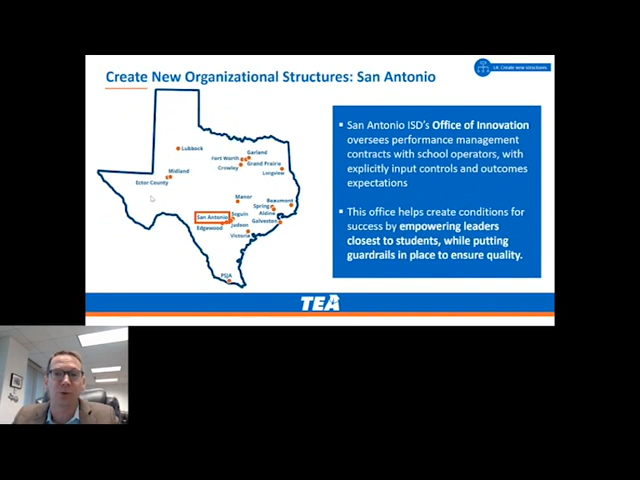 1A: Create new structures
Create New Organizational Structures: San Antonio
Lubbock
Garland
Fort Worth
Grand Prairie
Crowley
Longview
Midland
Ector County
Manor
Beaumont
Spring
Aldine
San Antonio
Seguin
Galveston
Judson
Edgewood
Victoria
PSJA
San Antonio ISD's Office of Innovation
oversees performance management
contracts with school operators, with
explicitly input controls and outcomes
expectations
This office helps create conditions for
success by empowering leaders
closest to students, while putting
guardrails in place to ensure quality.
TEA